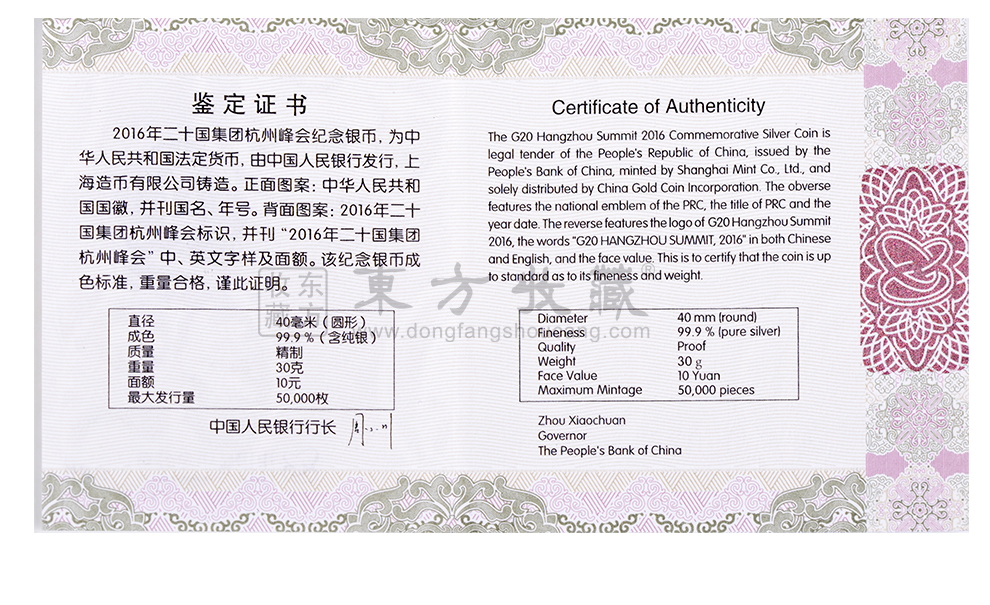 鉴定证书
2016年二十国集团杭州峰会纪念银币，为中
华人民共和国法定货币，由中国人民银行发行，上
海造币有限公司铸造。正面图案：中华人民共和
国国徽，并刊国名、年号。背面图案：2016年二十
国集团杭州峰会标识，并刊“2016年二十国集团
杭州峰会”中、英文字样及面额。该纪念银币成
色标准，重量合格，谨此证明。
直径 40毫米（圆形）
成色 99.9%（含纯银）
质量 精制
重量 30克
面额 10元
最大发行量 50,000枚
中国人民银行行长
Certificate of Authenticity
The G20 Hangzhou Summit 2016 Commemorative Silver Coin is
legal tender of the People's Republic of China, issued by the
People's Bank of China, minted by Shanghai Mint Co., Ltd., and
solely distributed by China Gold Coin Incorporation. The obverse
features the national emblem of the PRC, the title of PRC and the
year date. The reverse features the logo of G20 Hangzhou Summit
2016, the words "G20 HANGZHOU SUMMIT, 2016" in both Chinese
and English, and the face value. This is to certify that the coin is up
to standard as to its fineness and weight.
Diameter 40 mm (round)
Fineness 99.9 % (pure silver)
Quality Proof
Weight 30 g
Face Value 10 Yuan
Maximum Mintage 50,000 pieces
Zhou Xiaochuan
Governor
The People's Bank of China
東方收藏®
东方收藏